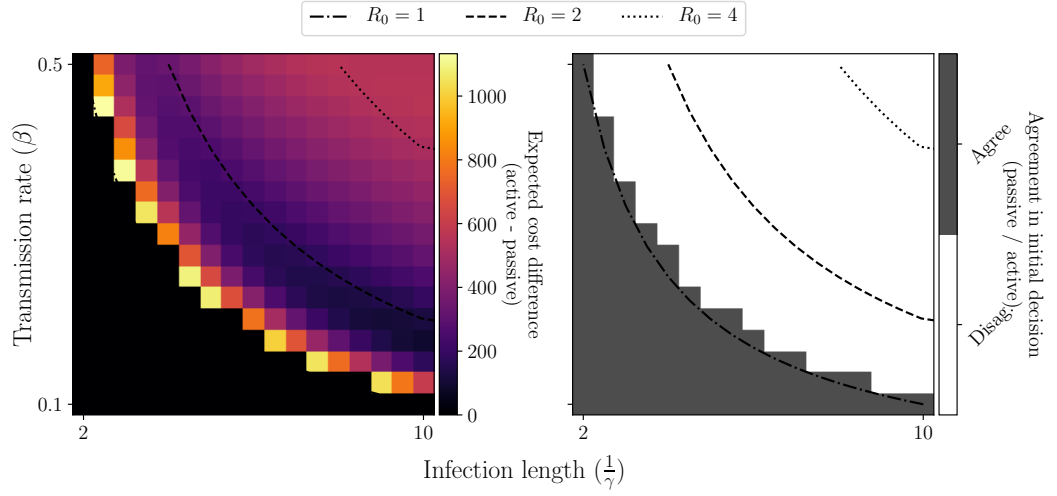 R₀ = 1 R₀ = 2 R₀ = 4
Transmission rate (β)
0.5
0.1
2
10
1000
800
600
400
200
0
Expected cost difference
(active - passive)
2
10
Agree
Disag.
Agreement in initial decision
(passive / active)
Infection length (1/γ)